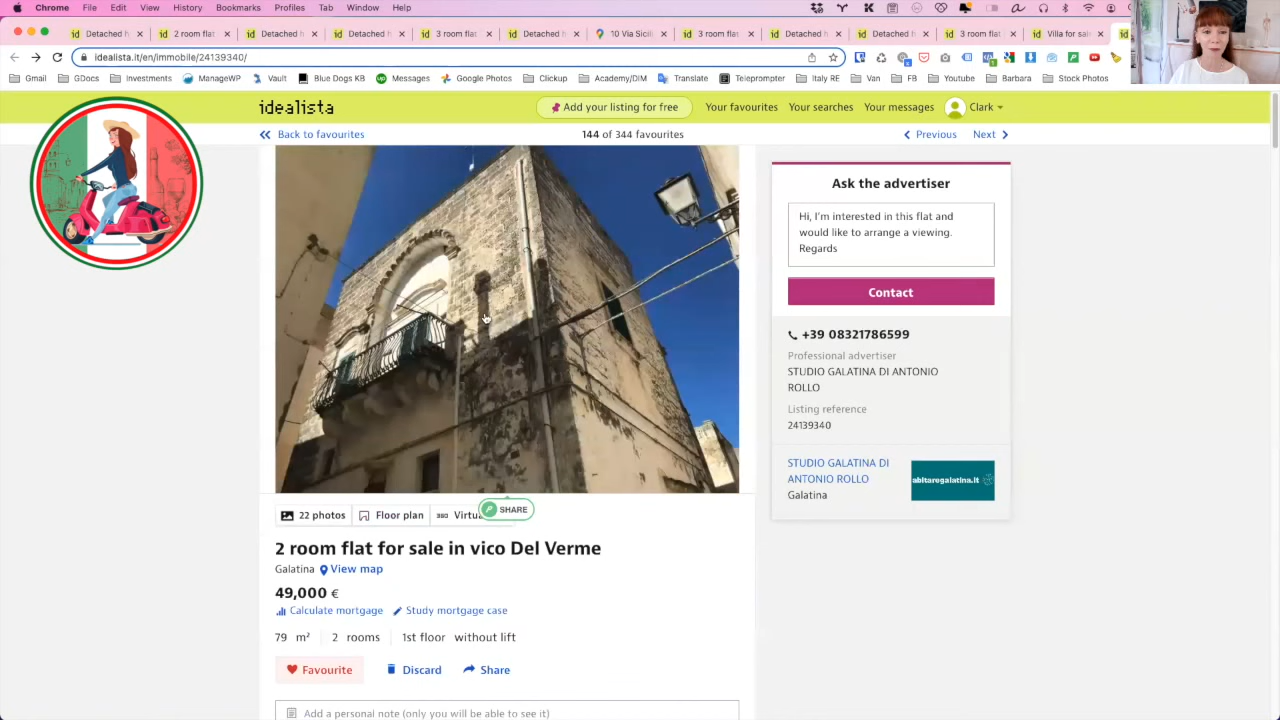 Chrome File Edit View History Bookmarks Profiles Tab Window Help
Detached h 2 room flat Detached h Detached h 3 room flat Detached h 10 Via Sicili 3 room flat Detached h Detached h 3 room flat Villa for sale
idealista.it/en/immobile/24139340/
Gmail GDocs Investments ManageWP Vault Blue Dogs KB Messages Google Photos Clickup Academy/DIM Translate Teleprompter Italy RE Van FB Youtube Barbara Stock Photos
idealista
Add your listing for free
Your favourites Your searches Your messages Clark
Back to favourites
144 of 344 favourites
Previous Next
Ask the advertiser
Hi, I'm interested in this flat and
would like to arrange a viewing.
Regards
Contact
+39 08321786599
Professional advertiser
STUDIO GALATINA DI ANTONIO
ROLLO
Listing reference
24139340
STUDIO GALATINA DI
ANTONIO ROLLO
Galatina
abitaregalatina.it
22 photos Floor plan Virtu
SHARE
2 room flat for sale in vico Del Verme
Galatina View map
49,000 €
Calculate mortgage Study mortgage case
79 m² 2 rooms 1st floor without lift
Favourite Discard Share
Add a personal note (only you will be able to see it)